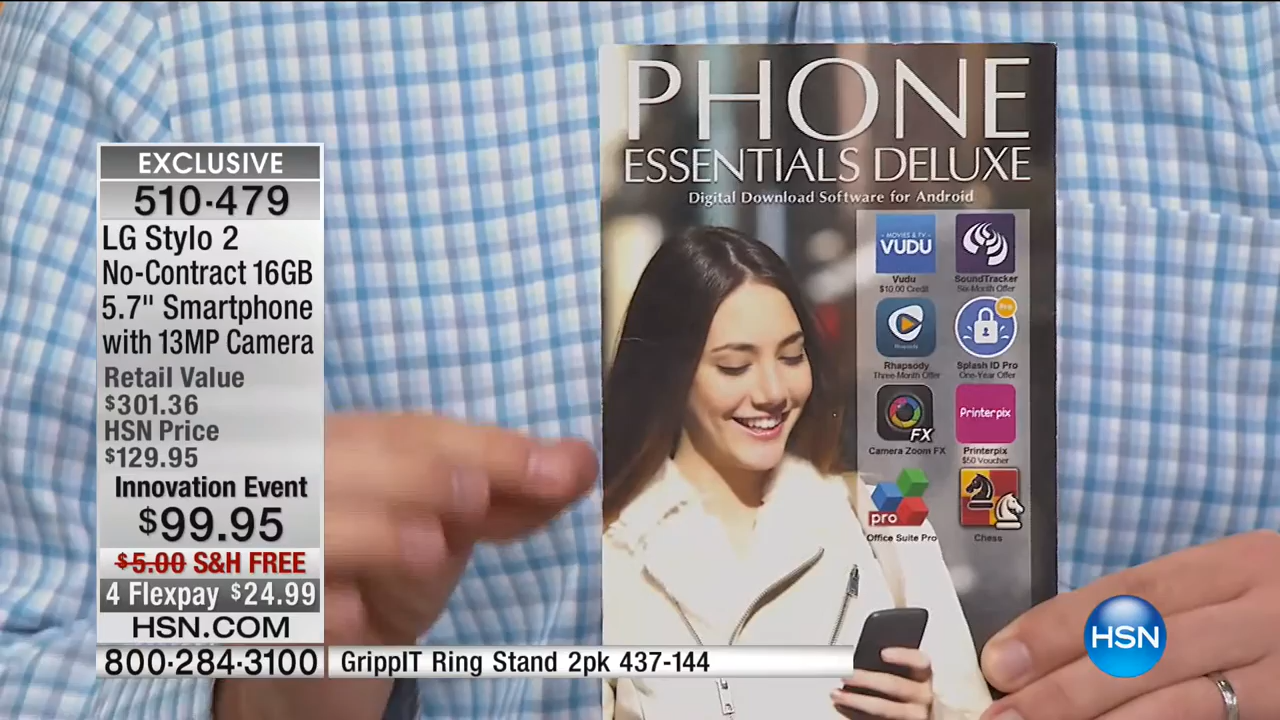 EXCLUSIVE
510-479
LG Stylo 2
No-Contract 16GB
5.7" Smartphone
with 13MP Camera
Retail Value
$301.36
HSN Price
$129.95
Innovation Event
$99.95
$5.00 S&H FREE
4 Flexpay $24.99
HSN.COM
800-284-3100
GrippIT Ring Stand 2pk 437-144
PHONE
ESSENTIALS DELUXE
Digital Download Software for Android
MOVIES & TV
VUDU
Vudu
$10.00 Credit
SoundTracker
Six-Month Offer
Rhapsody
Rhapsody
Three-Month Offer
Pro
Splash ID Pro
One-Year Offer
FX
Camera Zoom FX
Printerpix
Printerpix
$50 Voucher
pro
Office Suite Pro
Chess
HSN